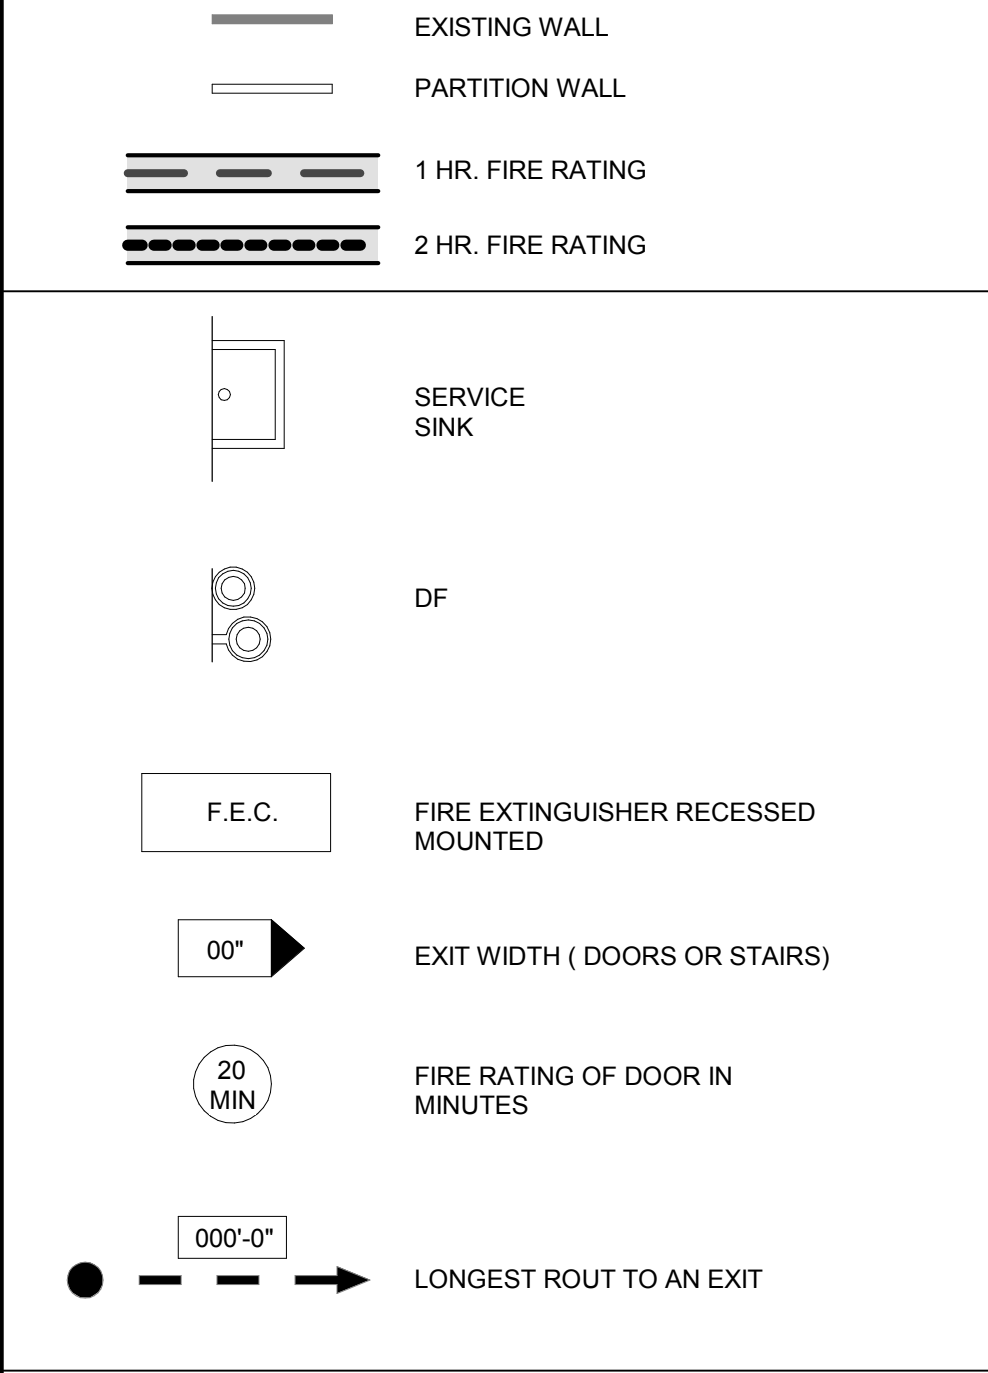 EXISTING WALL
PARTITION WALL
1 HR. FIRE RATING
2 HR. FIRE RATING
SERVICE
SINK
DF
F.E.C.
FIRE EXTINGUISHER RECESSED
MOUNTED
00"
EXIT WIDTH ( DOORS OR STAIRS)
20
MIN
FIRE RATING OF DOOR IN
MINUTES
000'-0"
LONGEST ROUT TO AN EXIT